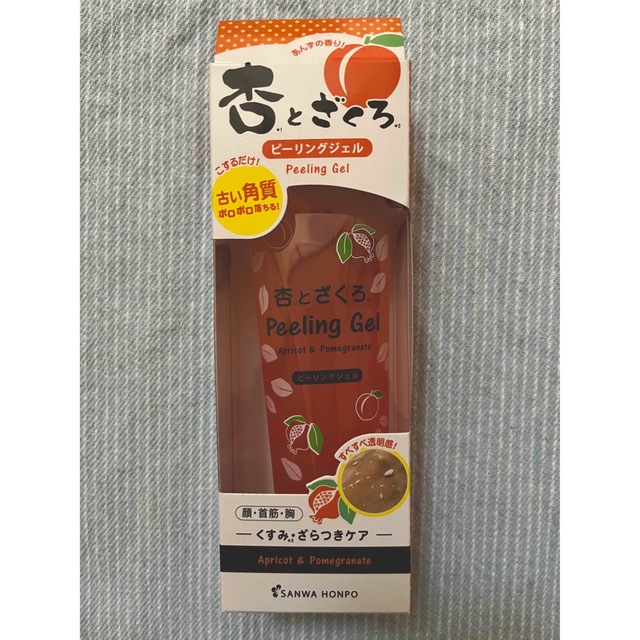 あんずの香り!
杏とざくろ
※1 ※2
ピーリングジェル
Peeling Gel
こするだけ!
古い角質
ポロポロ落ちる!
杏とざくろ
Peeling Gel
Apricot & Pomegranate
ピーリングジェル
すべすべ透明感!
顔・首筋・胸
くすみ※3・ざらつきケア
Apricot & Pomegranate
SANWA HONPO